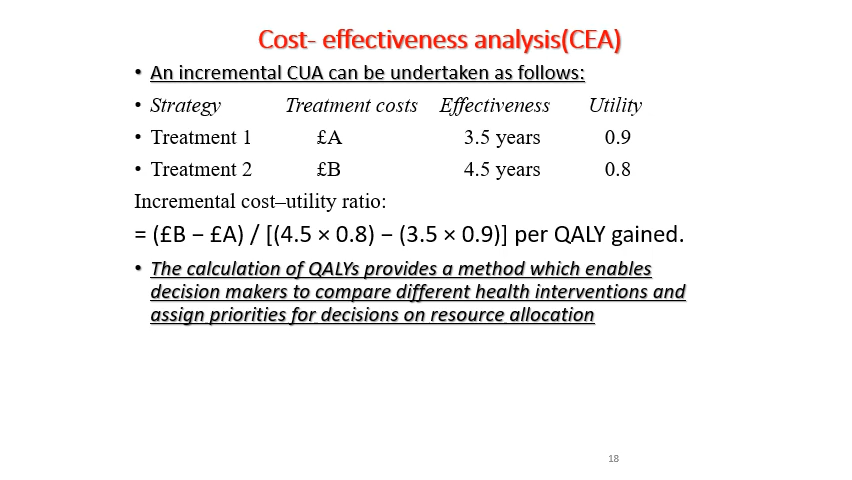 Cost- effectiveness analysis(CEA)
• An incremental CUA can be undertaken as follows:
• Strategy Treatment costs Effectiveness Utility
• Treatment 1 £A 3.5 years 0.9
• Treatment 2 £B 4.5 years 0.8
Incremental cost–utility ratio:
= (£B − £A) / [(4.5 × 0.8) − (3.5 × 0.9)] per QALY gained.
• The calculation of QALYs provides a method which enables
decision makers to compare different health interventions and
assign priorities for decisions on resource allocation
18